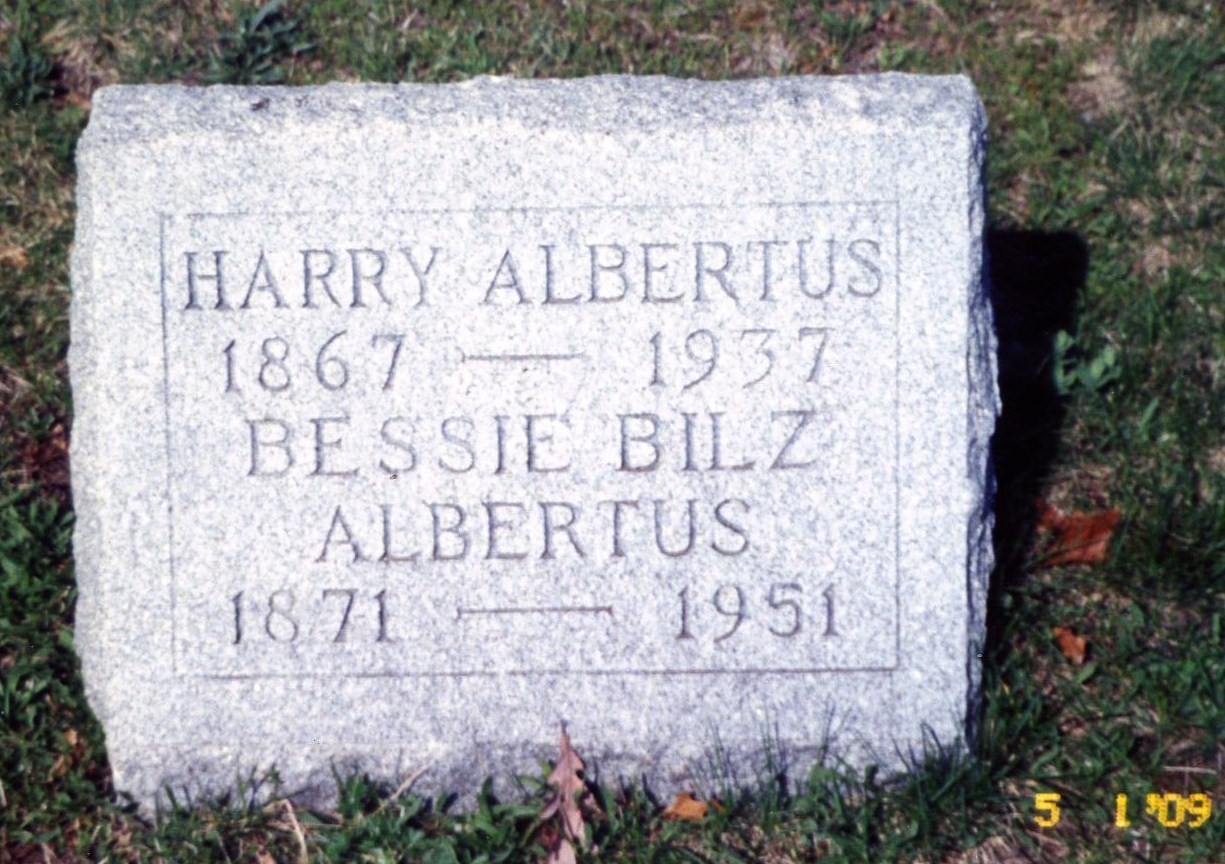 HARRY ALBERTUS
1867 — 1937
BESSIE BILZ
ALBERTUS
1871 — 1951
5 1 '09